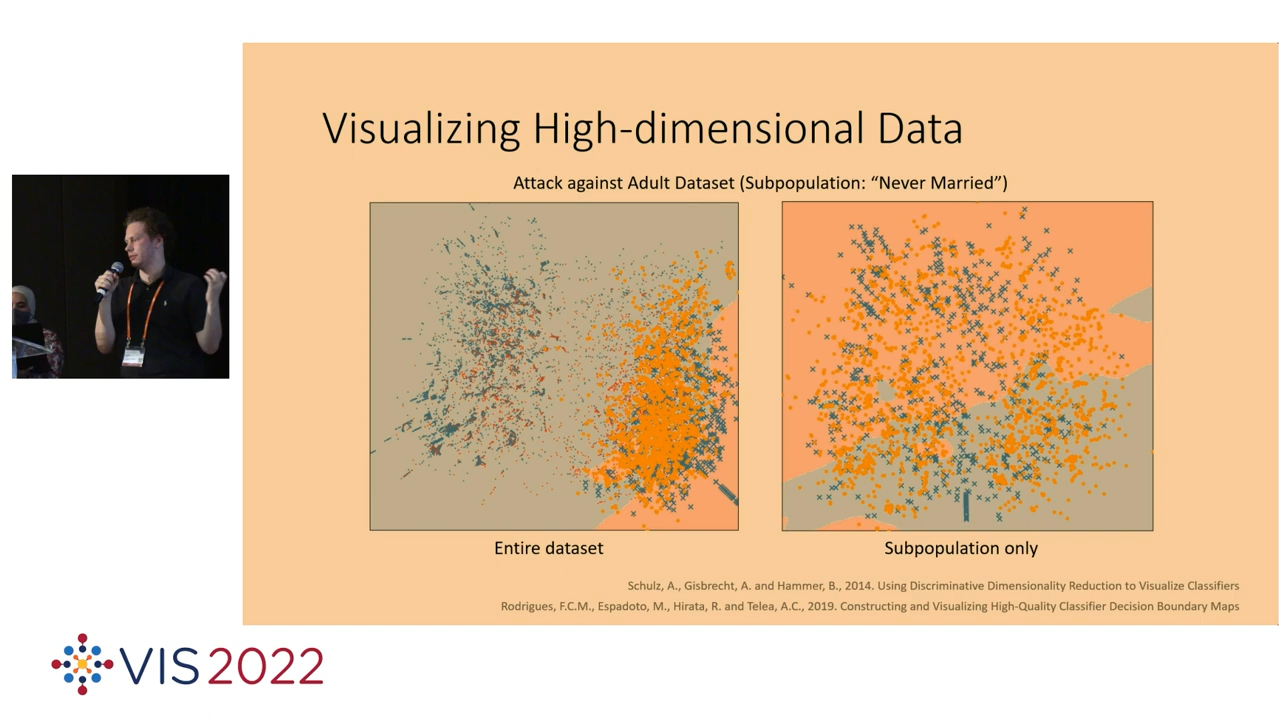 Visualizing High-dimensional Data
Attack against Adult Dataset (Subpopulation: “Never Married”)
Entire dataset
Subpopulation only
Schulz, A., Gisbrecht, A. and Hammer, B., 2014. Using Discriminative Dimensionality Reduction to Visualize Classifiers
Rodrigues, F.C.M., Espadoto, M., Hirata, R. and Telea, A.C., 2019. Constructing and Visualizing High-Quality Classifier Decision Boundary Maps
VIS2022